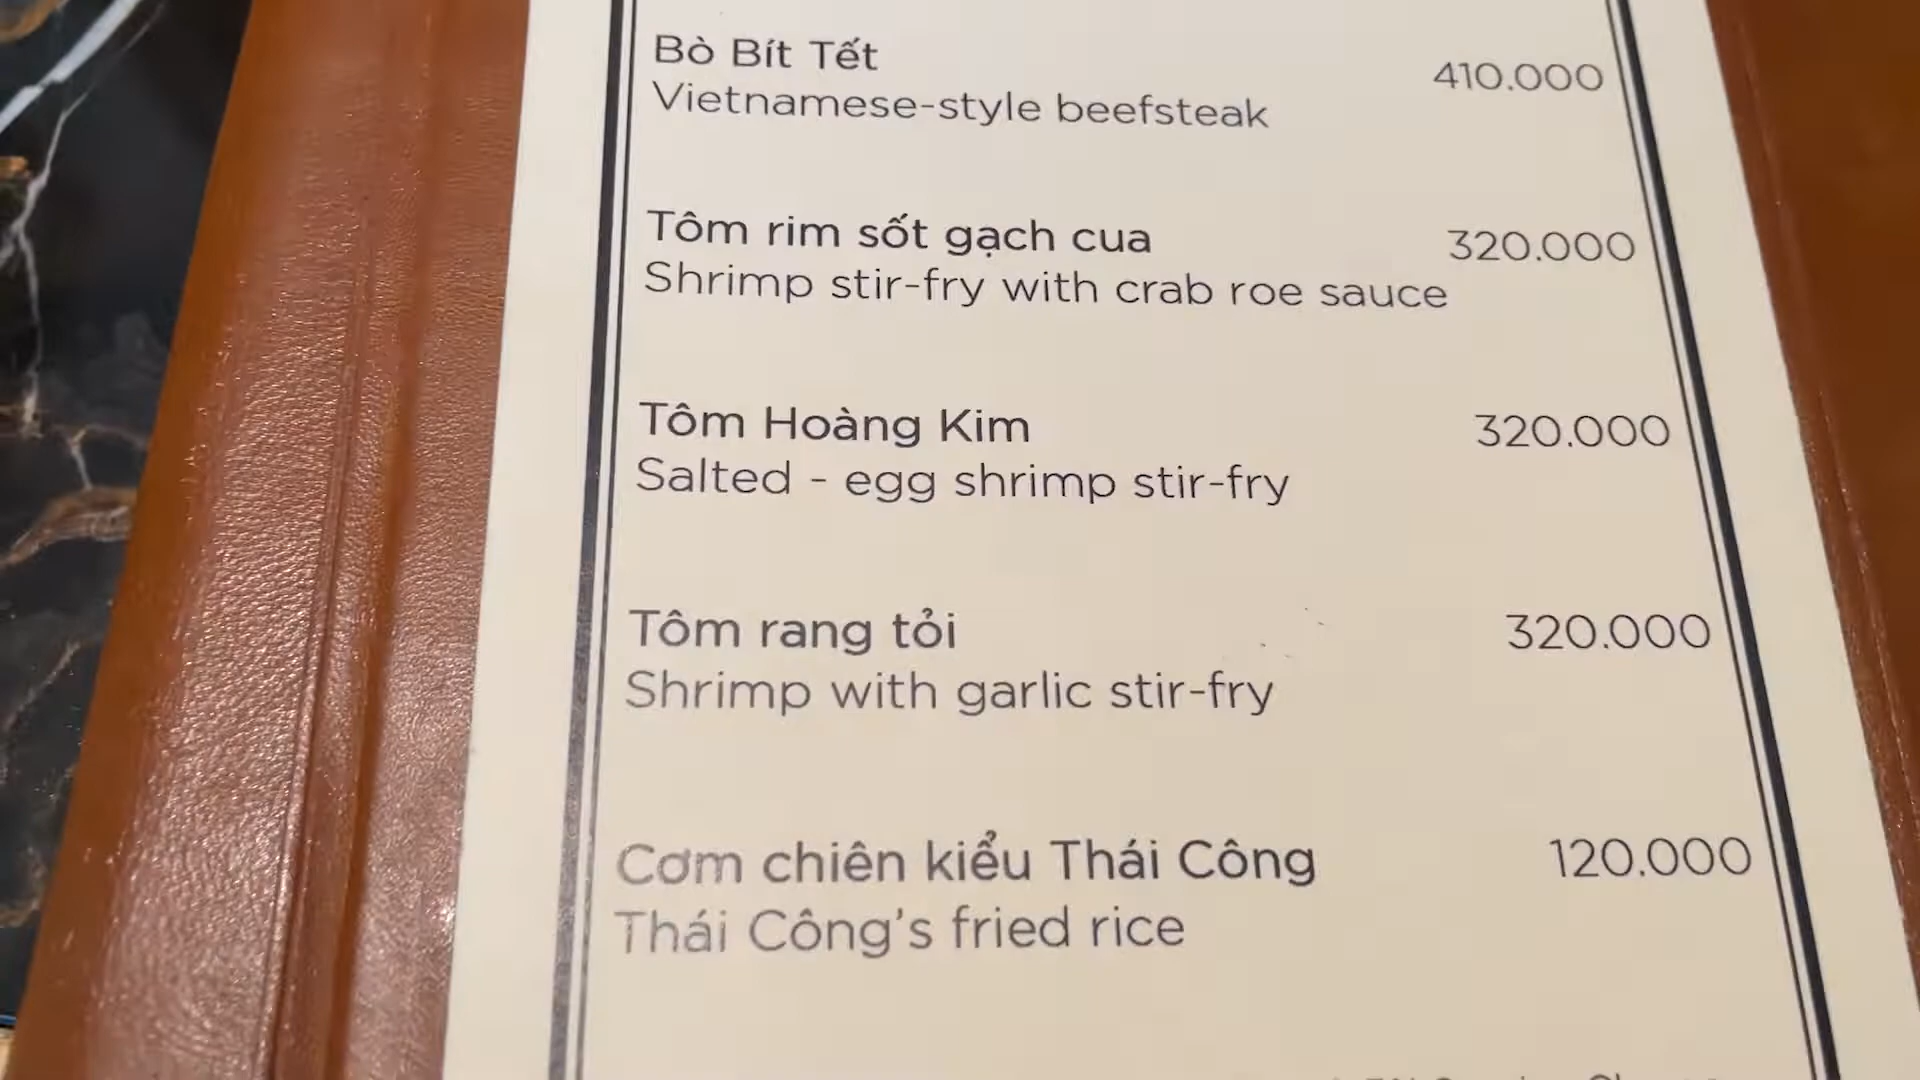 Bò Bít Tết 410.000
Vietnamese-style beefsteak
Tôm rim sốt gạch cua 320.000
Shrimp stir-fry with crab roe sauce
Tôm Hoàng Kim 320.000
Salted - egg shrimp stir-fry
Tôm rang tỏi 320.000
Shrimp with garlic stir-fry
Cơm chiên kiểu Thái Công 120.000
Thái Công's fried rice